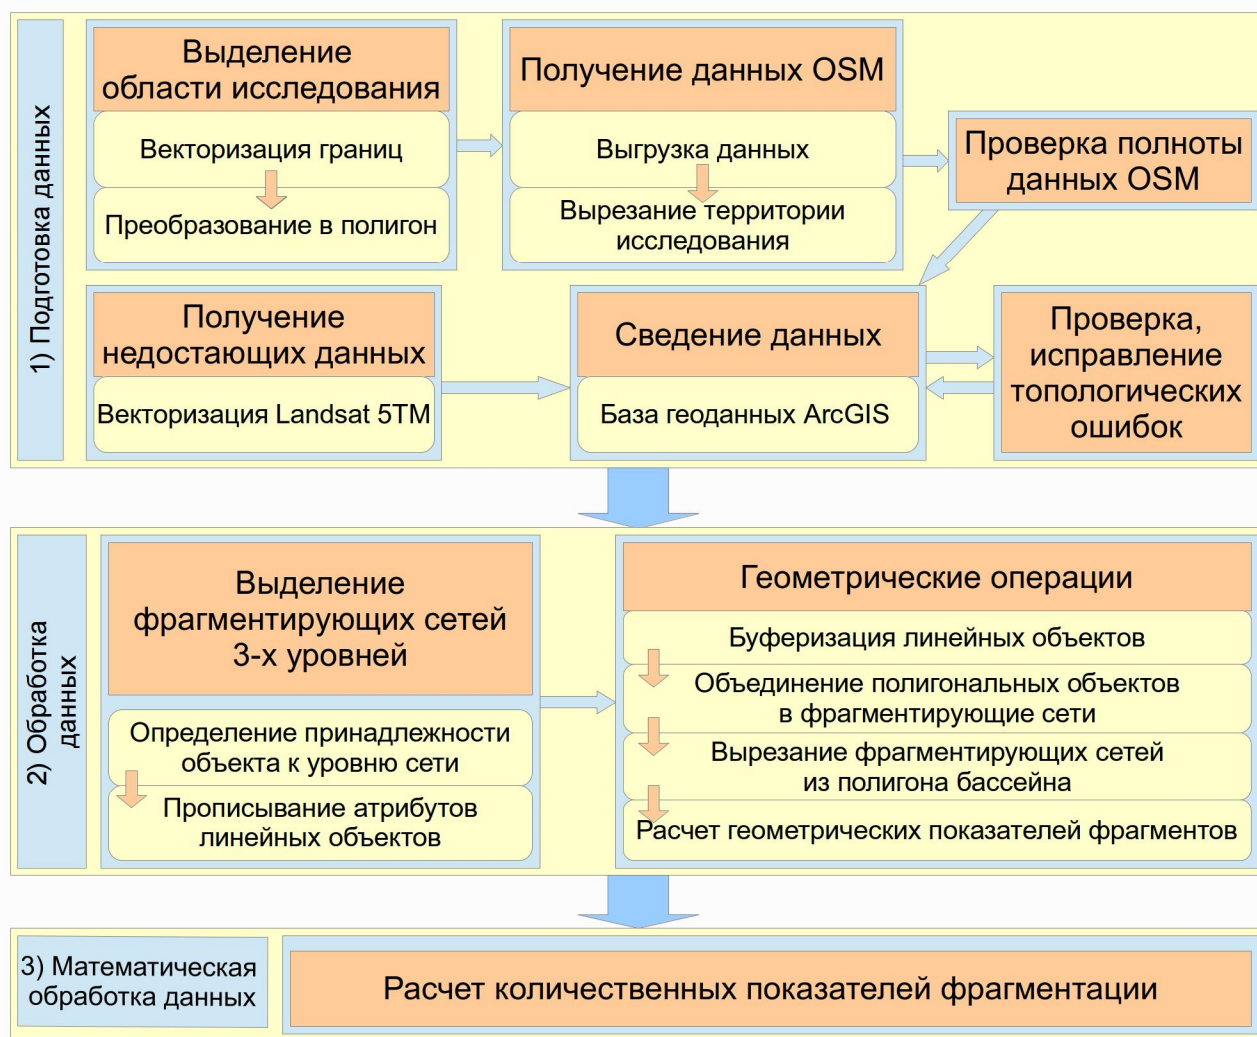 1) Подготовка данных
Выделение
области исследования
Векторизация границ
Преобразование в полигон
Получение данных OSM
Выгрузка данных
Вырезание территории
исследования
Проверка полноты
данных OSM
Получение
недостающих данных
Векторизация Landsat 5TM
Сведение данных
База геоданных ArcGIS
Проверка,
исправление
топологических
ошибок
2) Обработка
данных
Выделение
фрагментирующих сетей
3-х уровней
Определение принадлежности
объекта к уровню сети
Прописывание атрибутов
линейных объектов
Геометрические операции
Буферизация линейных объектов
Объединение полигональных объектов
в фрагментирующие сети
Вырезание фрагментирующих сетей
из полигона бассейна
Расчет геометрических показателей фрагментов
3) Математическая
обработка данных
Расчет количественных показателей фрагментации